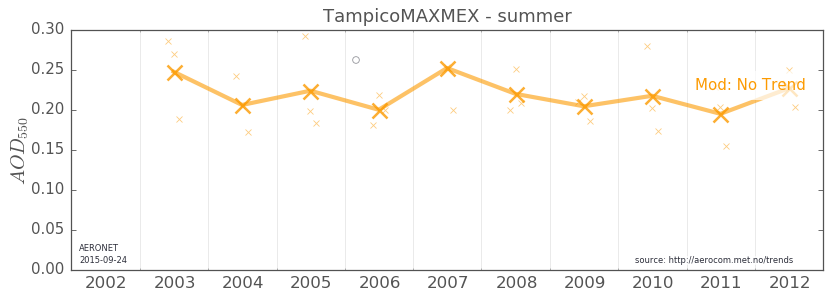 TampicoMAXMEX - summer
0.30
0.25
0.20
0.15
0.10
0.05
0.00
AOD550
Mod: No Trend
AERONET
2015-09-24
source: http://aerocom.met.no/trends
2002 2003 2004 2005 2006 2007 2008 2009 2010 2011 2012